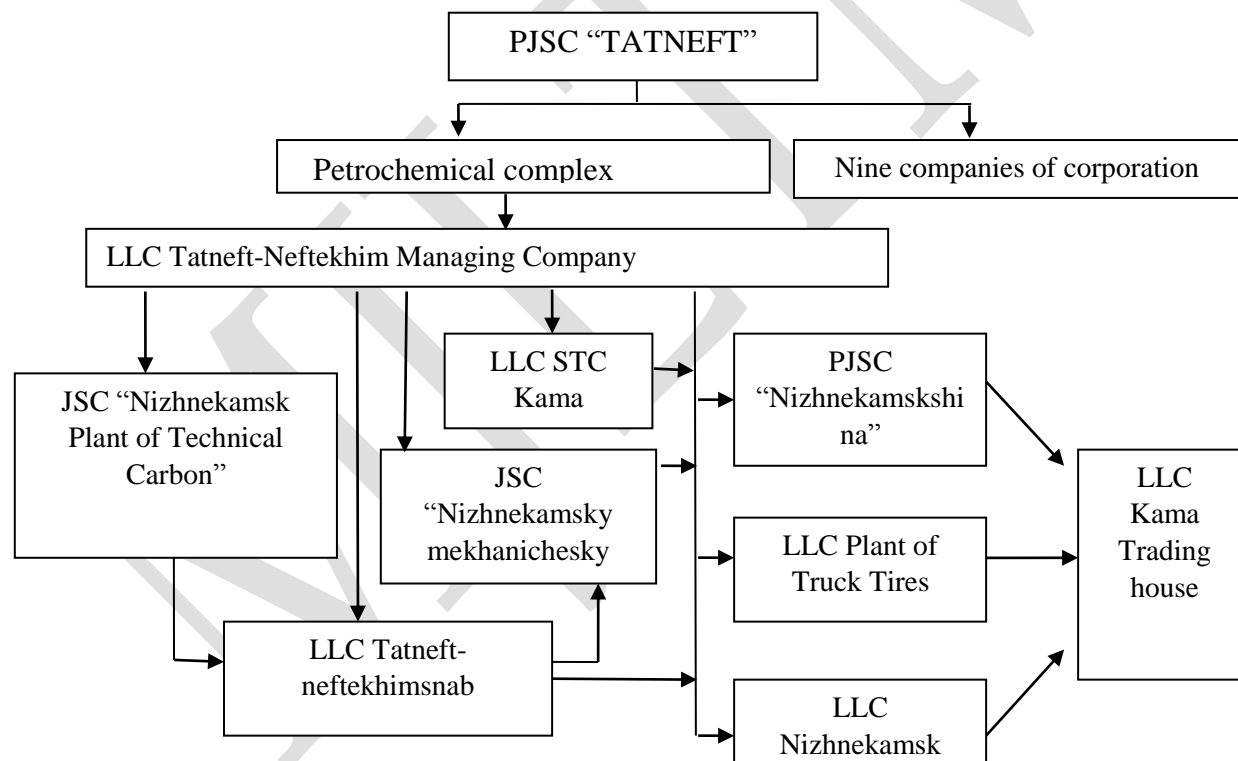 PJSC “TATNEFT”
Petrochemical complex
Nine companies of corporation
LLC Tatneft-Neftekhim Managing Company
LLC STC
Kama
PJSC
“Nizhnekamskshi
na”
JSC “Nizhnekamsk
Plant of Technical
Carbon”
JSC
“Nizhnekamsky
mekhanichesky
LLC
Kama
Trading
house
LLC Plant of
Truck Tires
LLC Tatneft-
neftekhimsnab
LLC
Nizhnekamsk